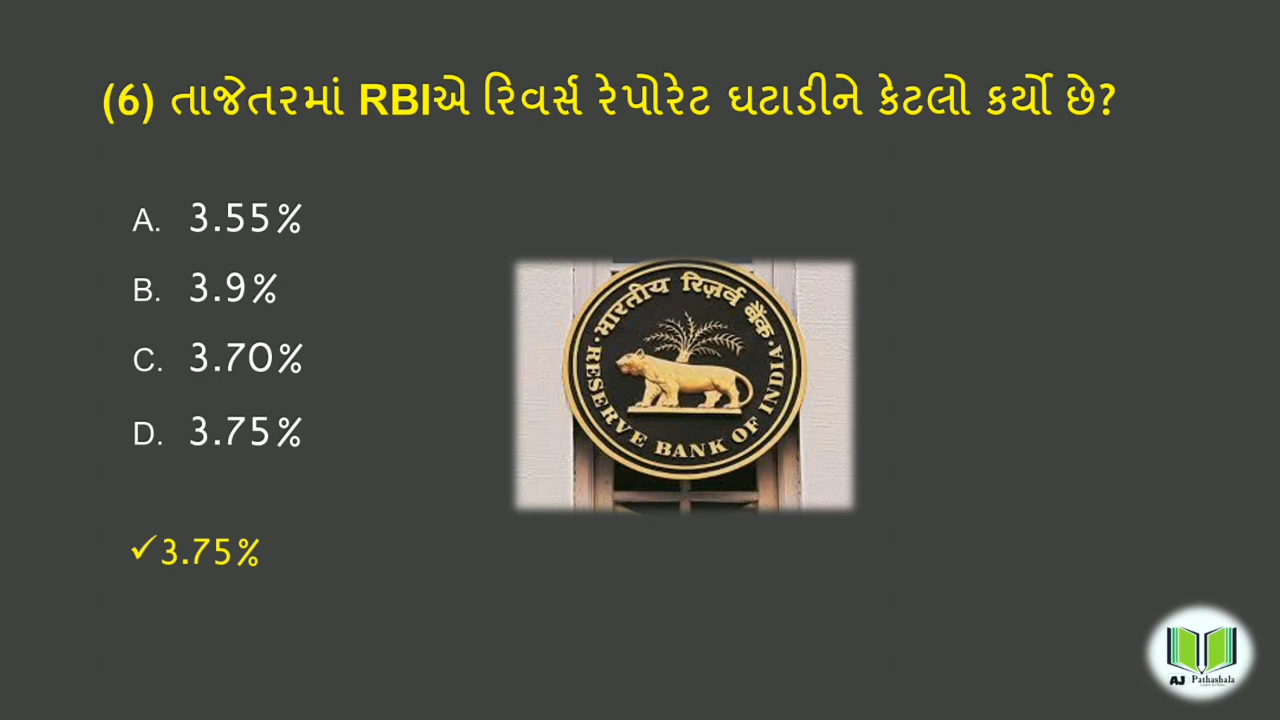 (6) તાજેતરમાં RBIએ રિવર્સ રેપોરેટ ઘટાડીને કેટલો કર્યો છે?
A. 3.55%
B. 3.9%
C. 3.70%
D. 3.75%
भारतीय रिज़र्व बैंक
RESERVE BANK OF INDIA
✓3.75%
AJ Pathashala